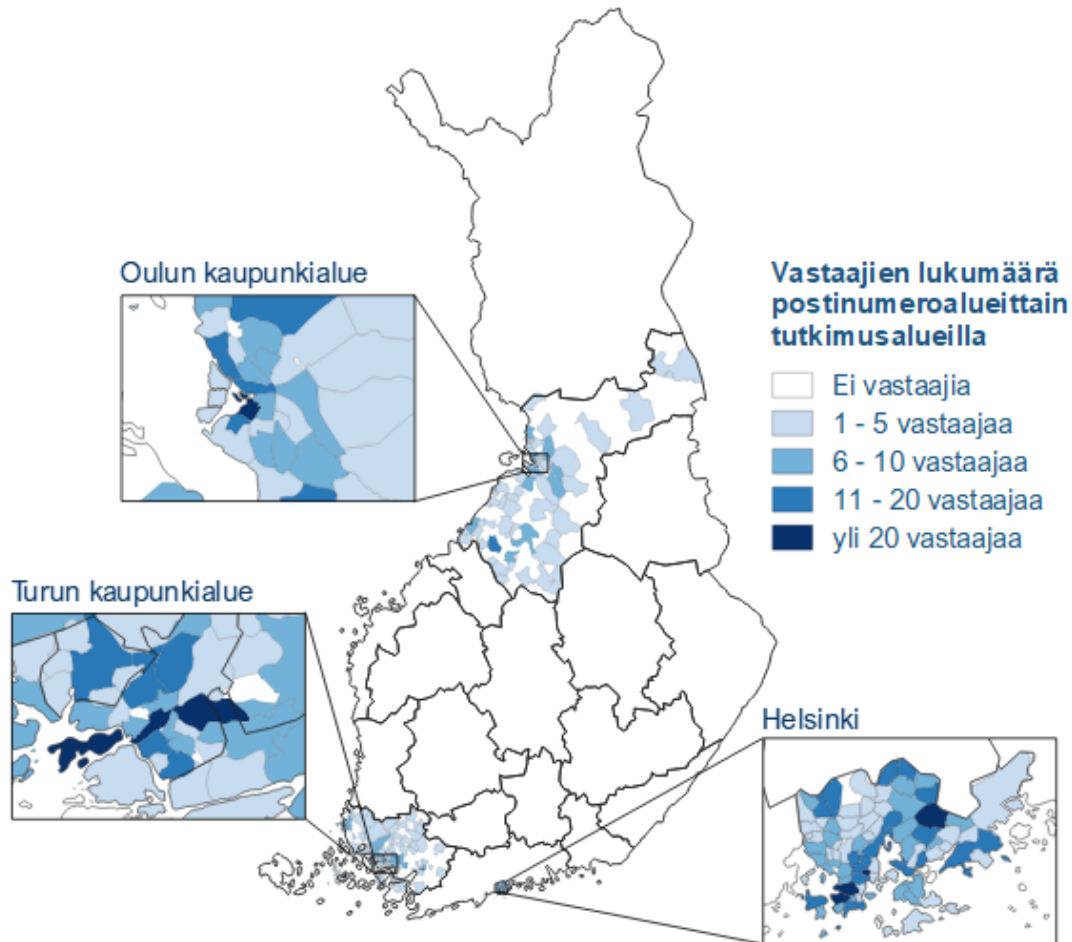 Oulun kaupunkialue
Vastaajien lukumäärä
postinumeroalueittain
tutkimusalueilla
Ei vastaajia
1 - 5 vastaajaa
6 - 10 vastaajaa
11 - 20 vastaajaa
yli 20 vastaajaa
Turun kaupunkialue
Helsinki